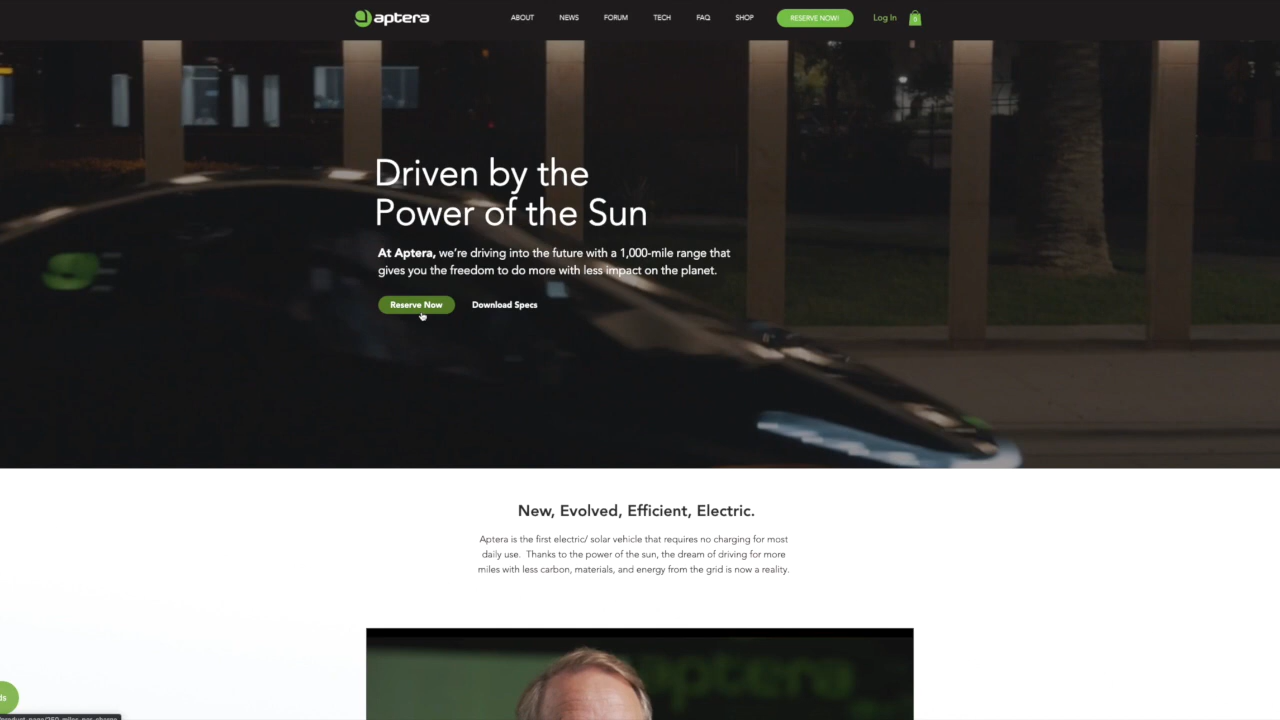 aptera
ABOUT
NEWS
FORUM
TECH
FAQ
SHOP
RESERVE NOW!
Log In
0
Driven by the
Power of the Sun
At Aptera, we're driving into the future with a 1,000-mile range that
gives you the freedom to do more with less impact on the planet.
Reserve Now
Download Specs
New, Evolved, Efficient, Electric.
Aptera is the first electric/ solar vehicle that requires no charging for most
daily use. Thanks to the power of the sun, the dream of driving for more
miles with less carbon, materials, and energy from the grid is now a reality.
aptera
ds